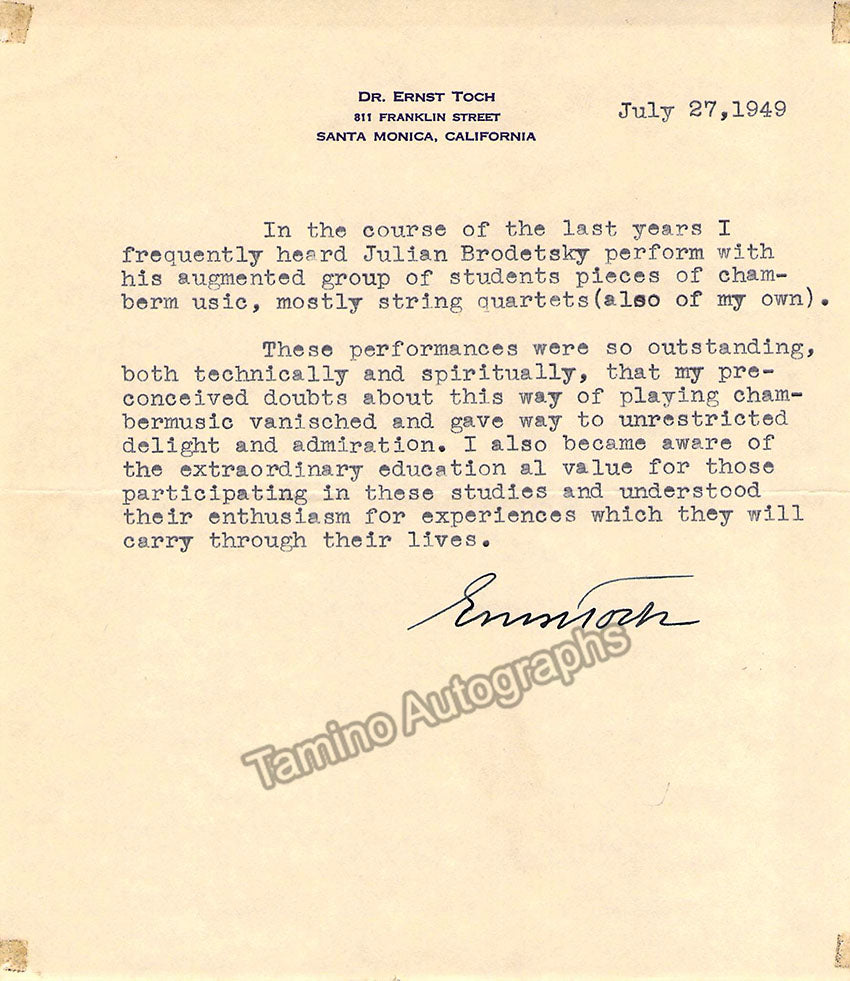 DR. ERNST TOCH
811 FRANKLIN STREET
SANTA MONICA, CALIFORNIA
July 27,1949
In the course of the last years I
frequently heard Julian Brodetsky perform with
his augmented group of students pieces of cham-
berm usic, mostly string quartets(also of my own).
These performances were so outstanding,
both technically and spiritually, that my pre-
conceived doubts about this way of playing cham-
bermusic vanisched and gave way to unrestricted
delight and admiration. I also became aware of
the extraordinary education al value for those
participating in these studies and understood
their enthusiasm for experiences which they will
carry through their lives.
Ernst Toch
Tamino Autographs